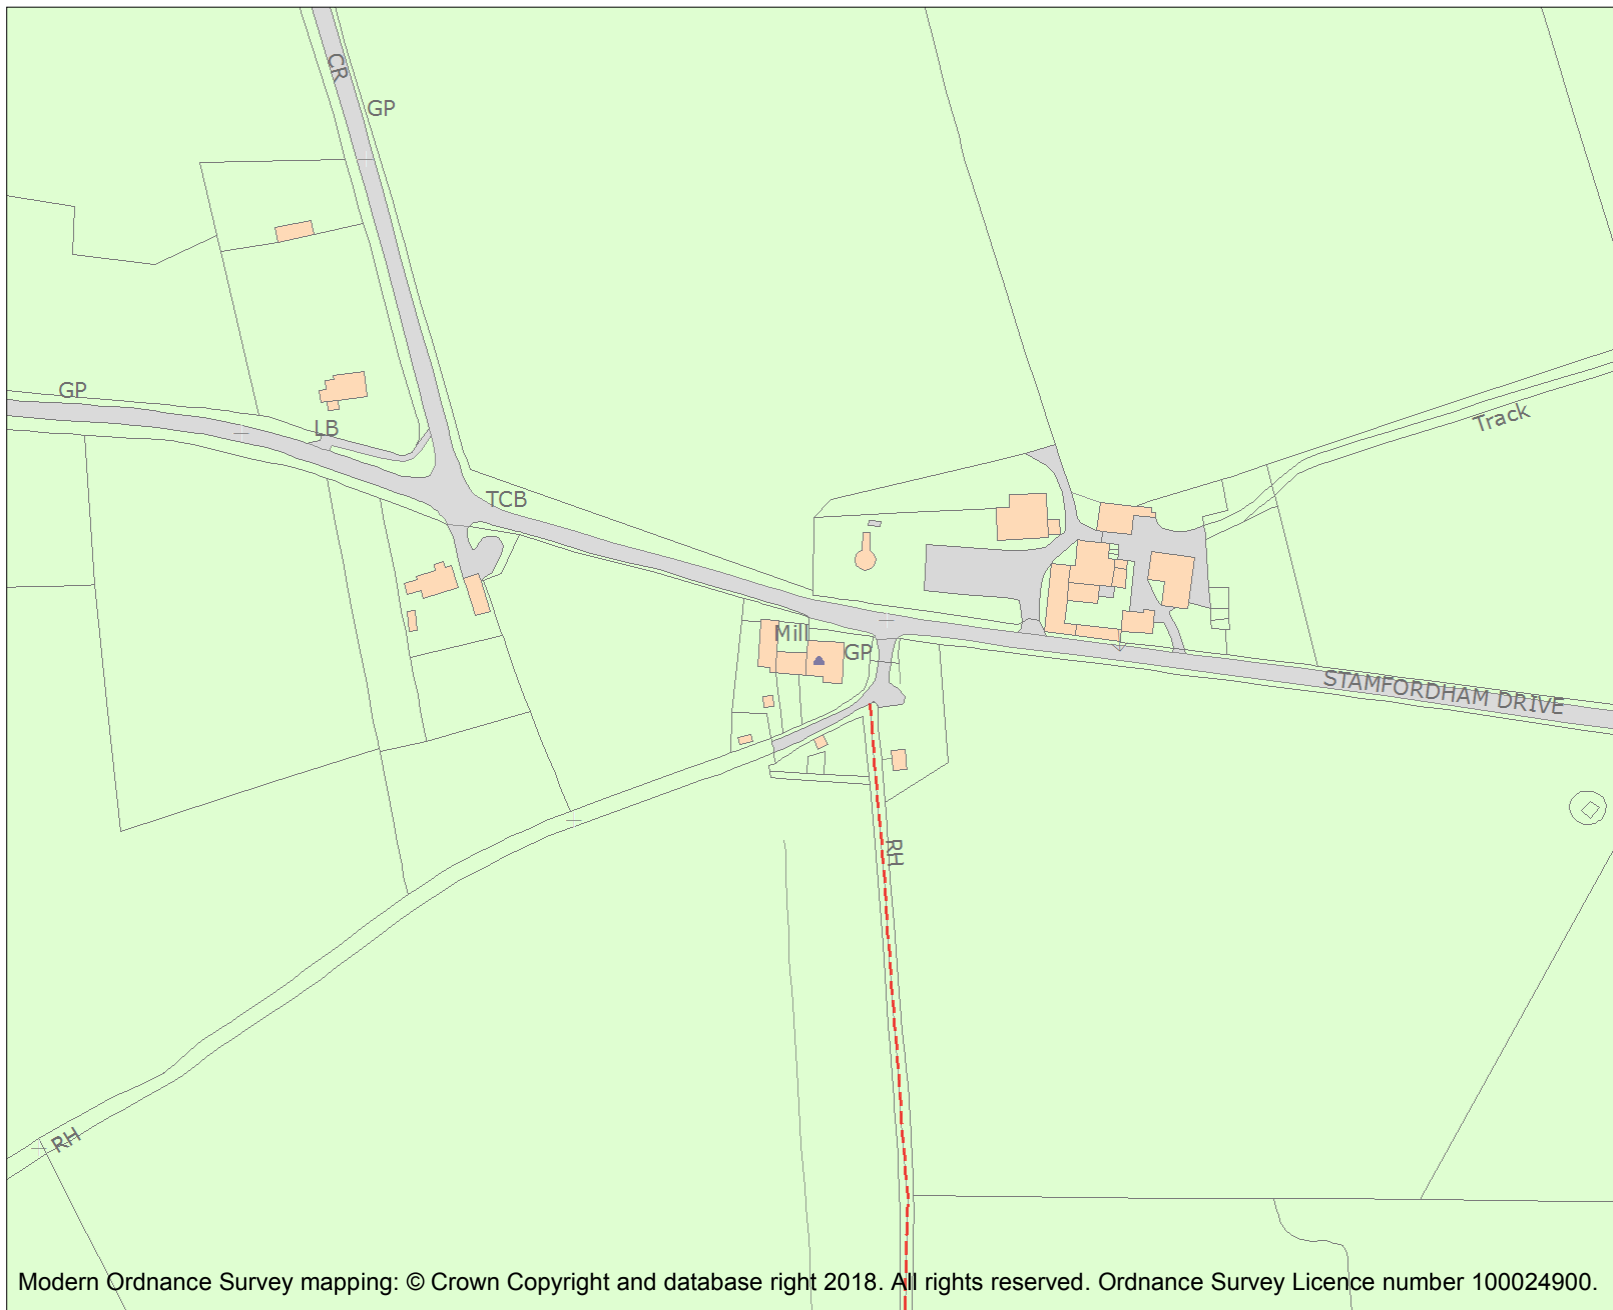 CR
GP
GP
LB
Track
TCB
Mill
GP
STAMFORDHAM DRIVE
RH
RH
Modern Ordnance Survey mapping: © Crown Copyright and database right 2018. All rights reserved. Ordnance Survey Licence number 100024900.